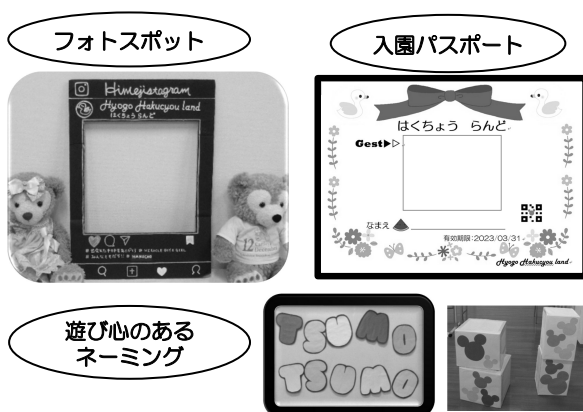 フォトスポット
入園パスポート
Himejistagram
Hyogo Hakucyou land
はくちょうらんど
12
はくちょう らんど
Gest▶▷
なまえ
有効期限:2023/03/31
Hyogo Hakucyou land
遊び心のある
ネーミング
TSUMO
TSUMO